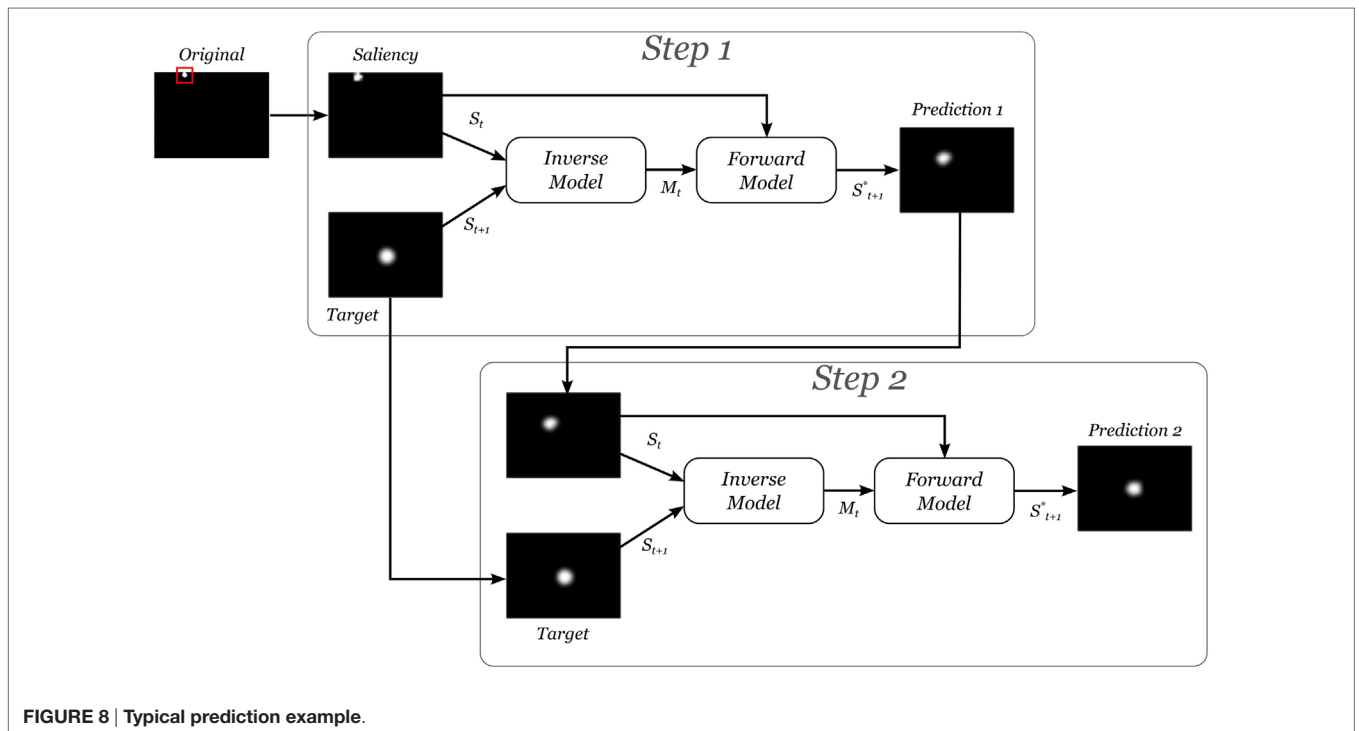 Step 1
Original
Saliency
Prediction 1
S_t
Inverse
Model
M_t
Forward
Model
S*_{t+1}
S_{t+1}
Target
Step 2
Prediction 2
S_t
Inverse
Model
M_t
Forward
Model
S*_{t+1}
S_{t+1}
Target
FIGURE 8 | Typical prediction example.